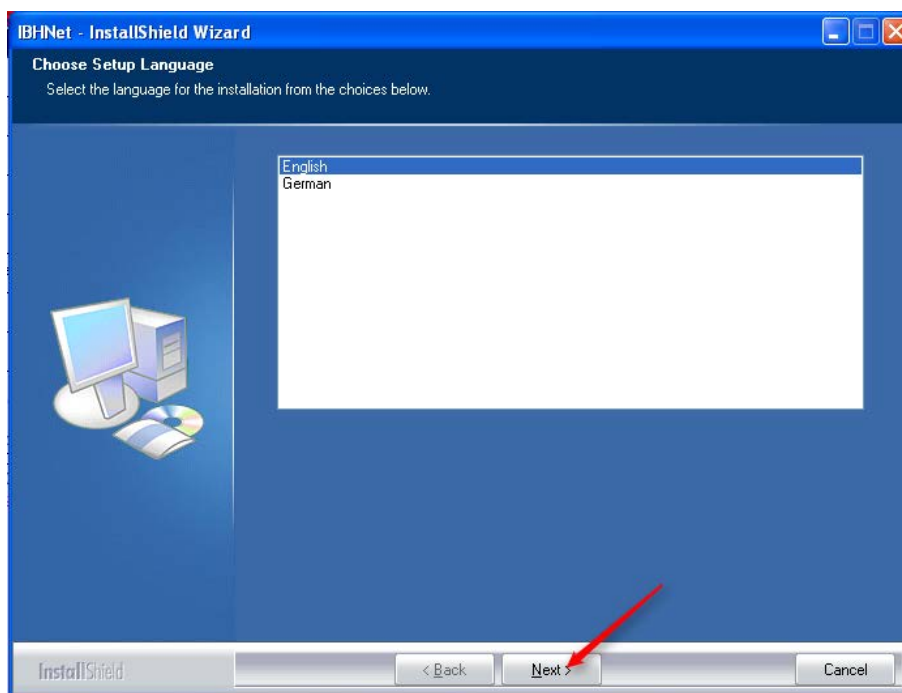 IBHNet - InstallShield Wizard
Choose Setup Language
Select the language for the installation from the choices below.
English
German
InstallShield
< Back
Next >
Cancel